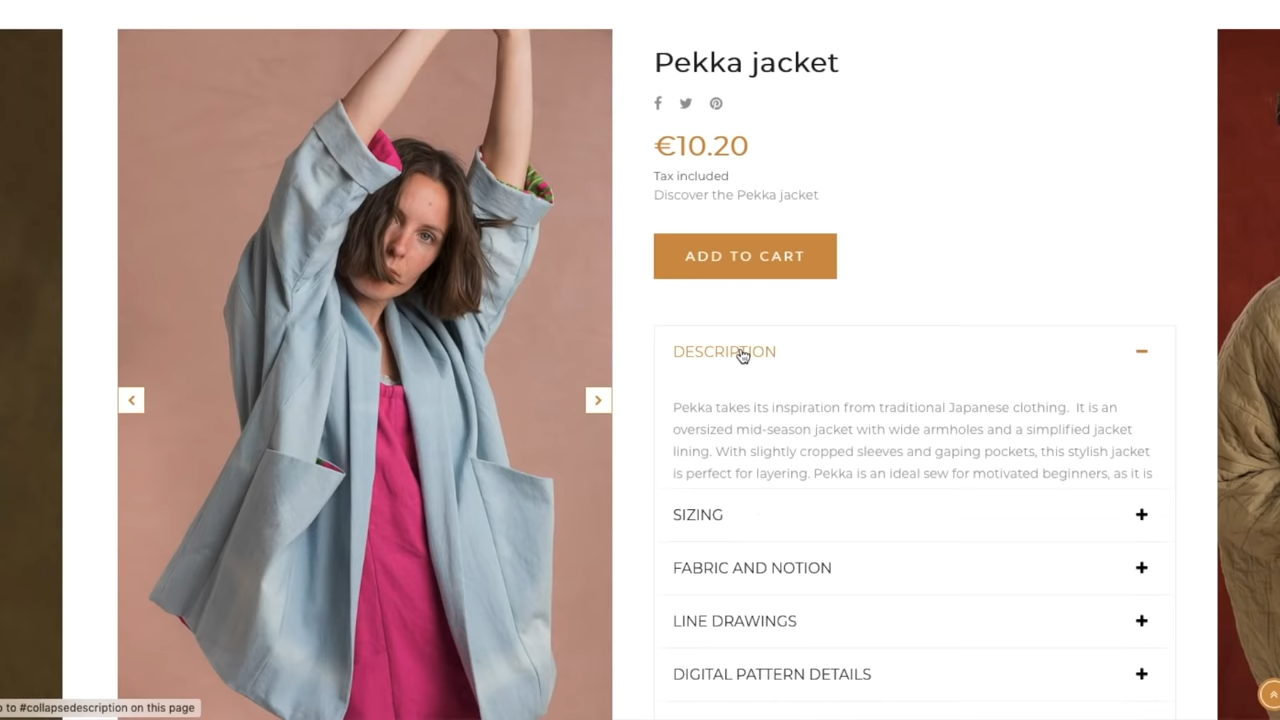 Pekka jacket
€10.20
Tax included
Discover the Pekka jacket
ADD TO CART
DESCRIPTION
Pekka takes its inspiration from traditional Japanese clothing. It is an
oversized mid-season jacket with wide armholes and a simplified jacket
lining. With slightly cropped sleeves and gaping pockets, this stylish jacket
is perfect for layering. Pekka is an ideal sew for motivated beginners, as it is
SIZING
FABRIC AND NOTION
LINE DRAWINGS
DIGITAL PATTERN DETAILS
to #collapsedescription on this page